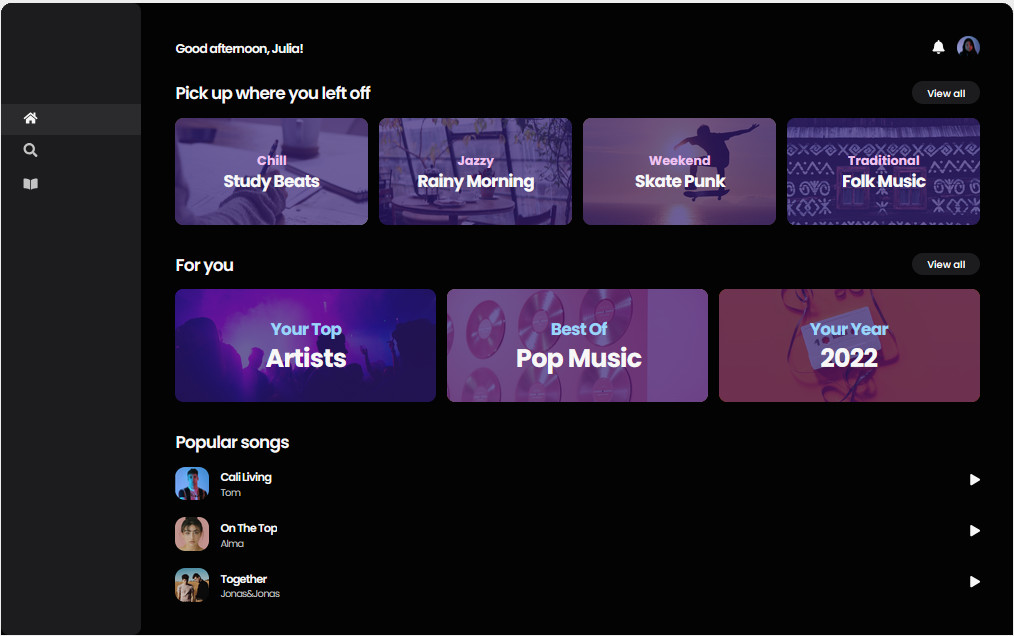 Good afternoon, Julia!
Pick up where you left off
View all
Chill
Study Beats
Jazzy
Rainy Morning
Weekend
Skate Punk
Traditional
Folk Music
For you
View all
Your Top
Artists
Best Of
Pop Music
Your Year
2022
Popular songs
Cali Living
Tom
On The Top
Alma
Together
Jonas&Jonas